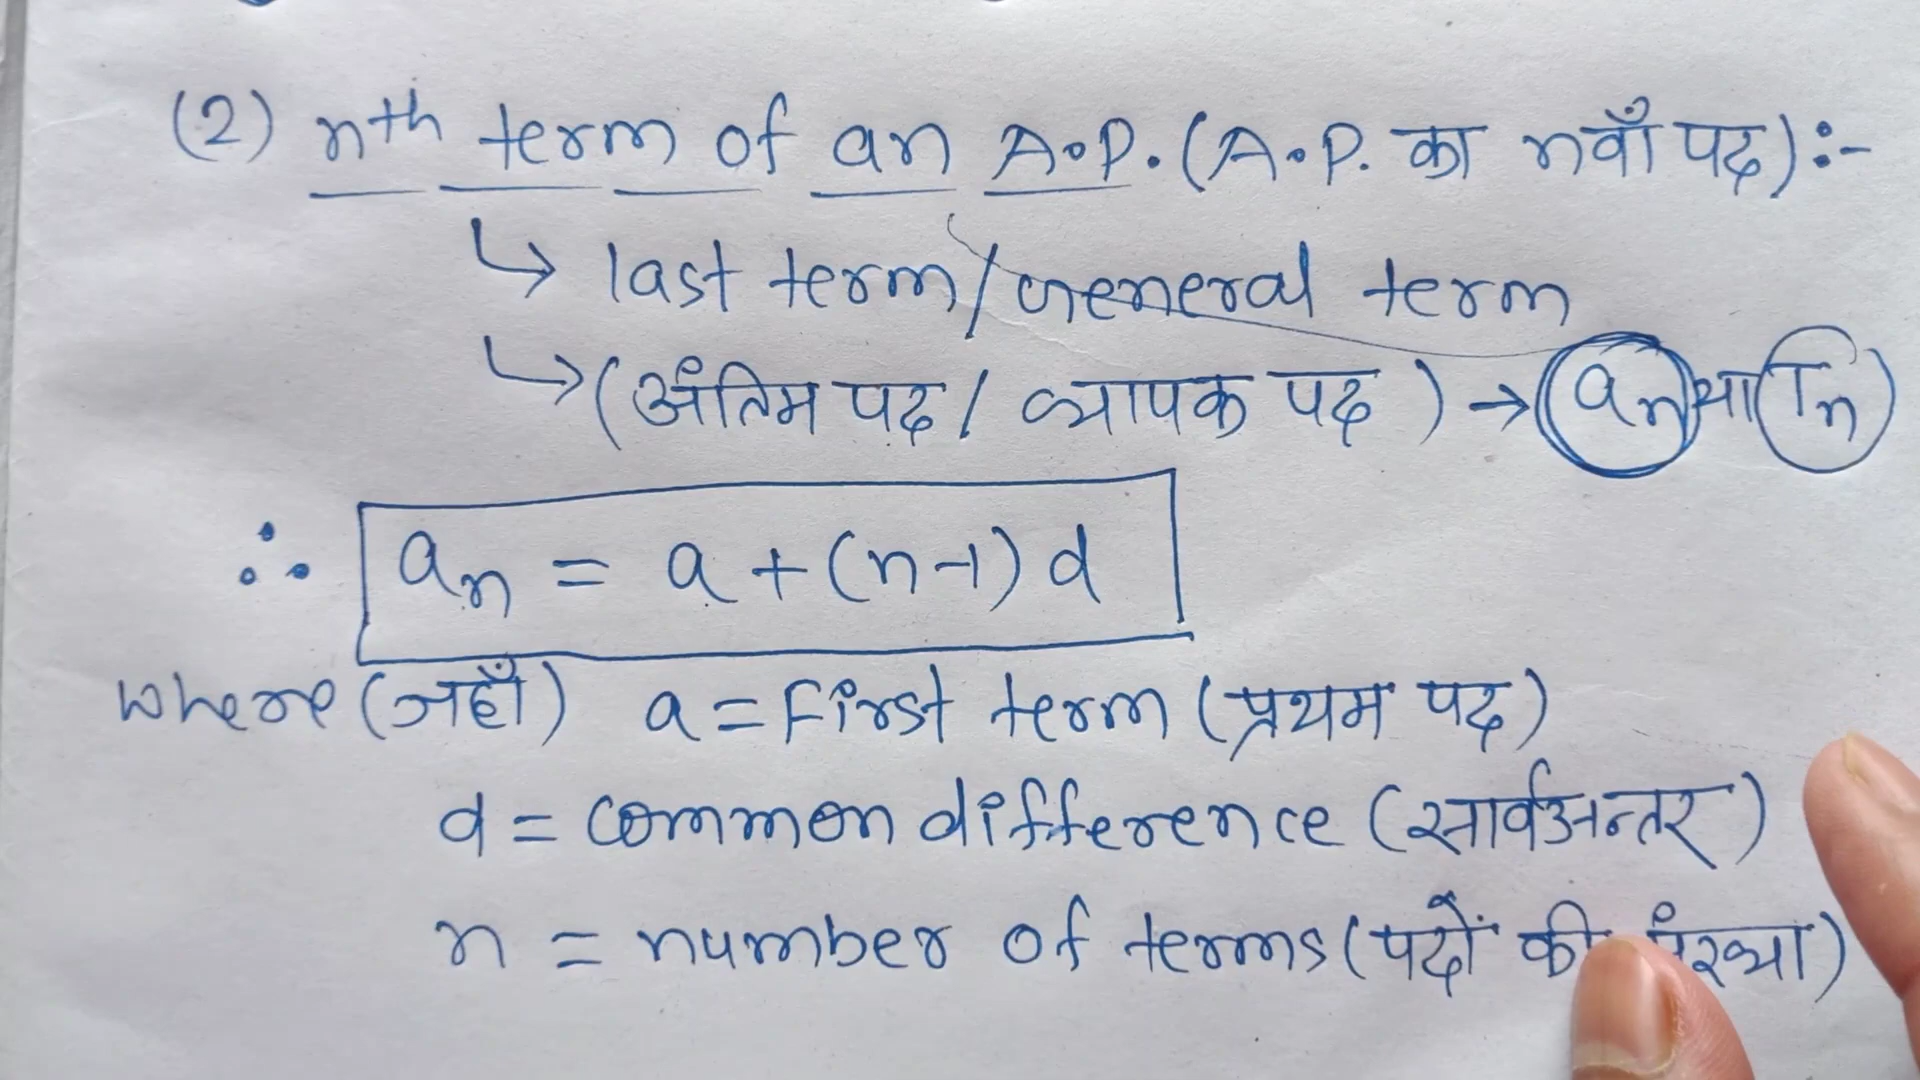 (2) nth term of an A.P. (A.P. का nवाँ पद):-
↳ last term/General term
↳ (अंतिम पद / व्यापक पद) → (an) या (Tn)
∴ an = a + (n-1) d
where (जहाँ) a = First term (प्रथम पद)
d = common difference (सार्वअन्तर)
n = number of terms (पदों की संख्या)